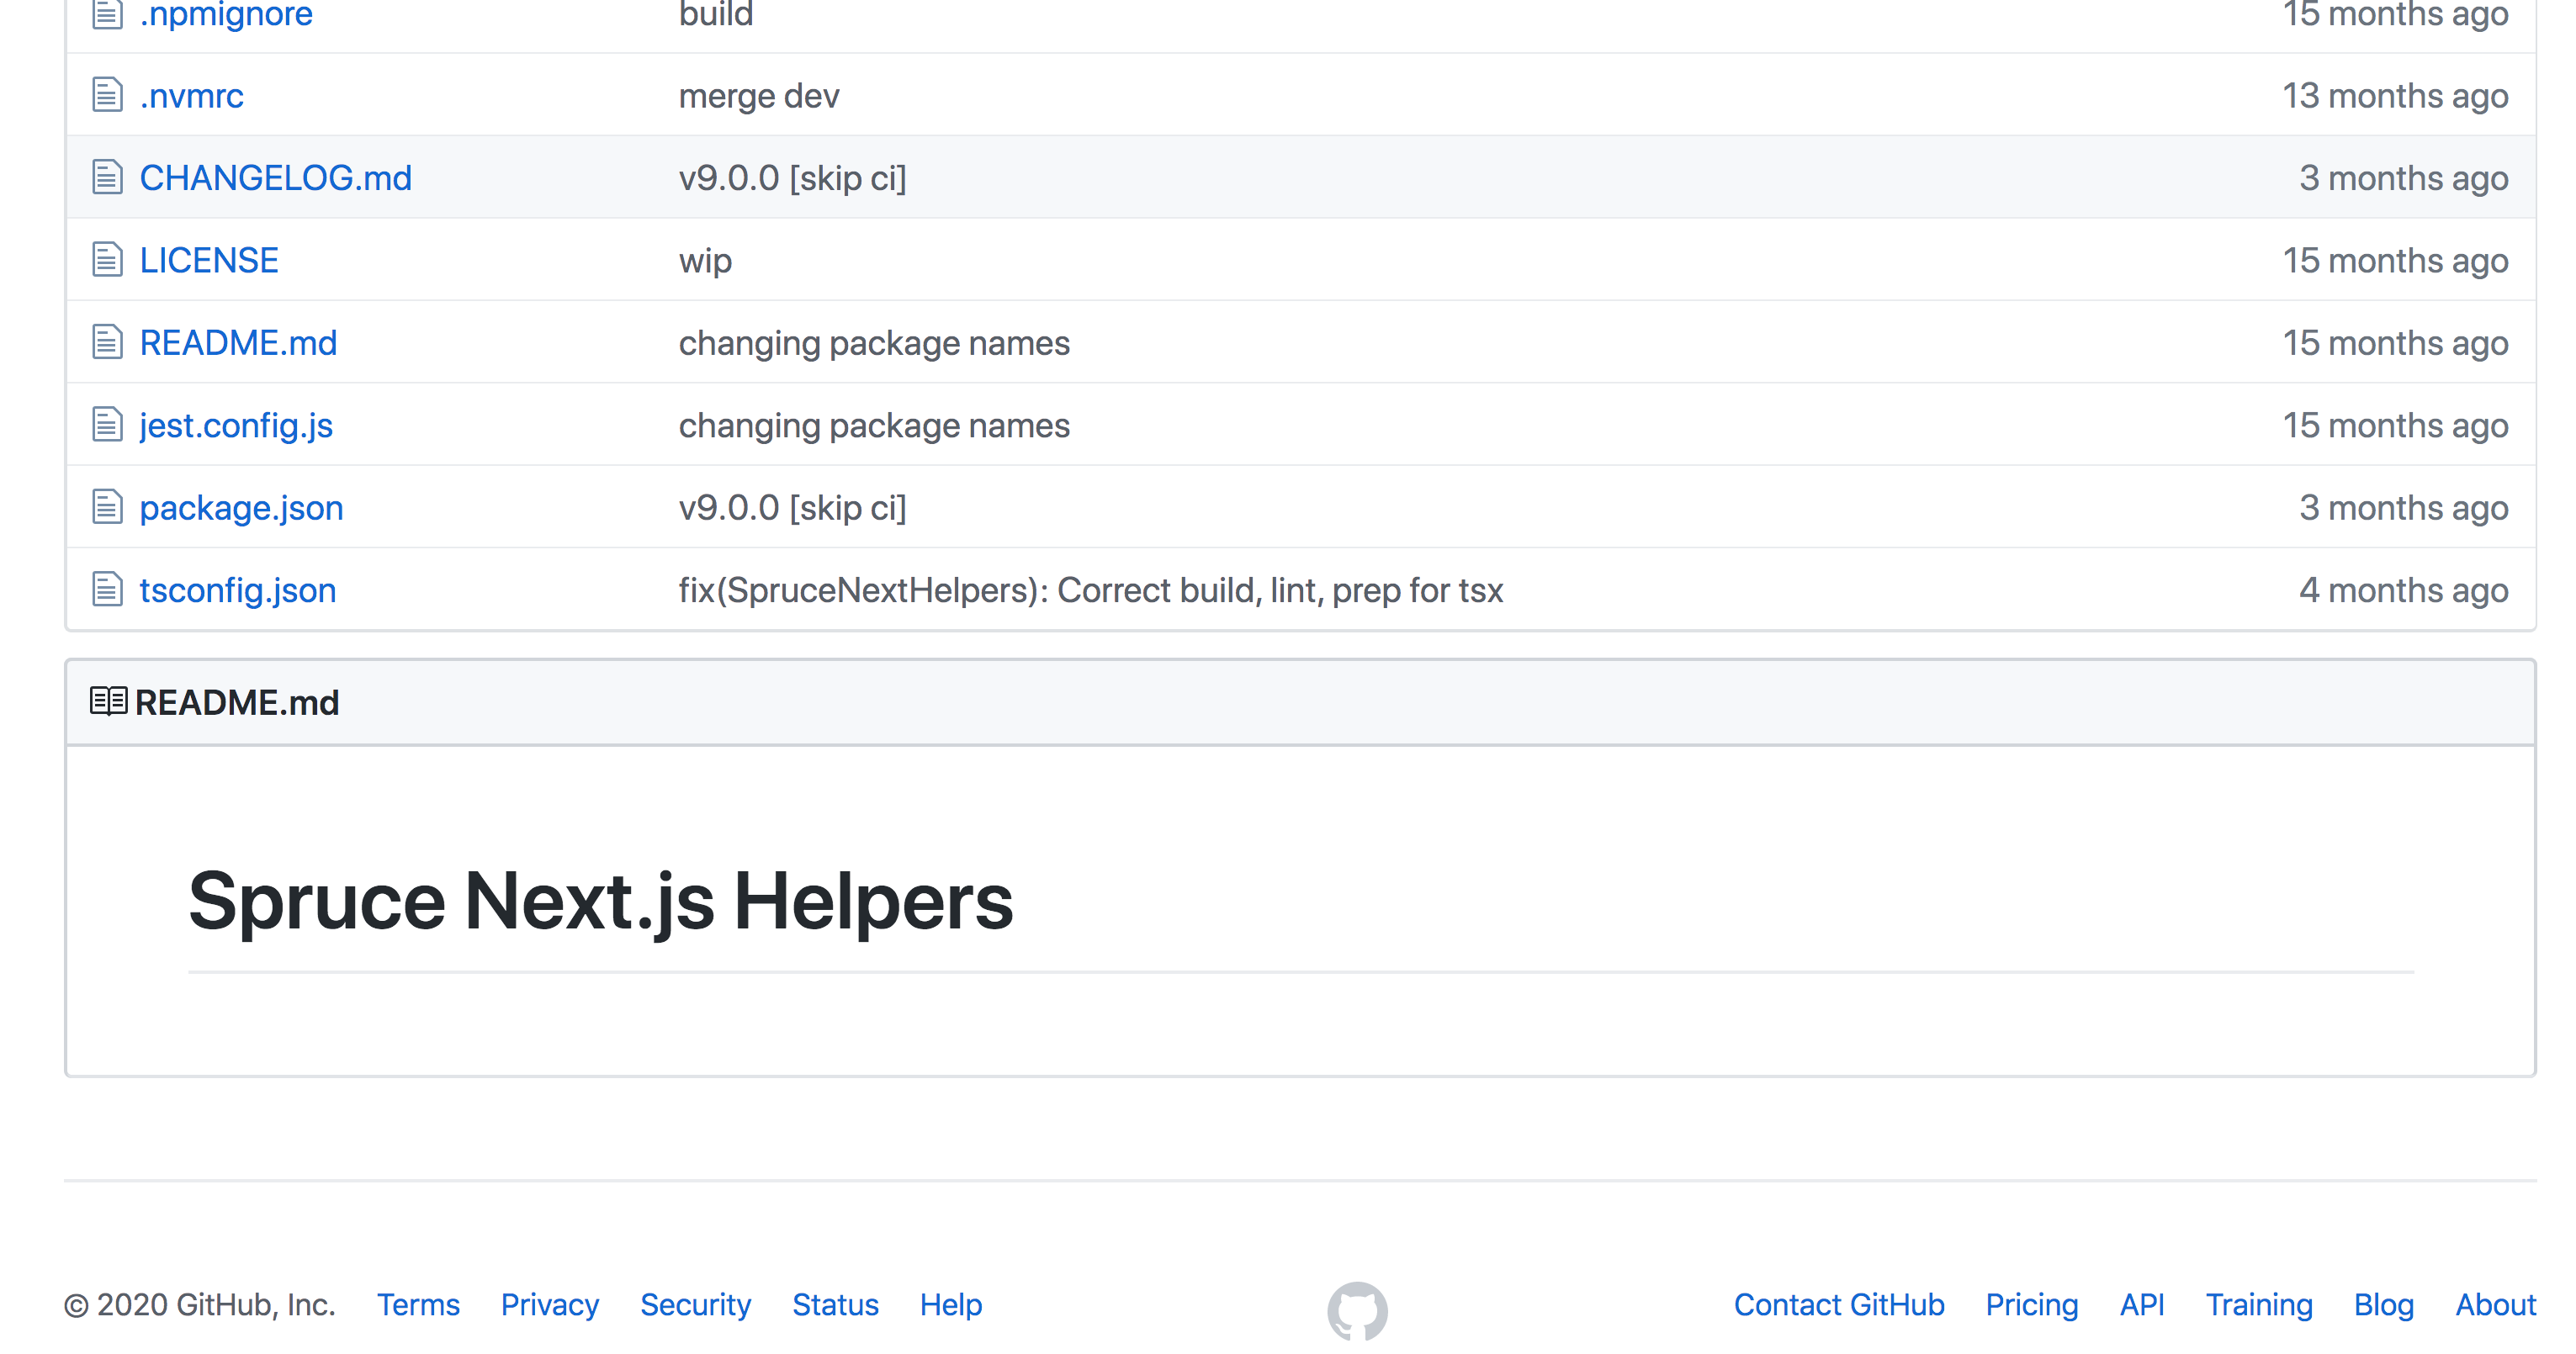 .npmignore build 15 months ago
.nvmrc merge dev 13 months ago
CHANGELOG.md v9.0.0 [skip ci] 3 months ago
LICENSE wip 15 months ago
README.md changing package names 15 months ago
jest.config.js changing package names 15 months ago
package.json v9.0.0 [skip ci] 3 months ago
tsconfig.json fix(SpruceNextHelpers): Correct build, lint, prep for tsx 4 months ago
README.md
Spruce Next.js Helpers
© 2020 GitHub, Inc. Terms Privacy Security Status Help Contact GitHub Pricing API Training Blog About